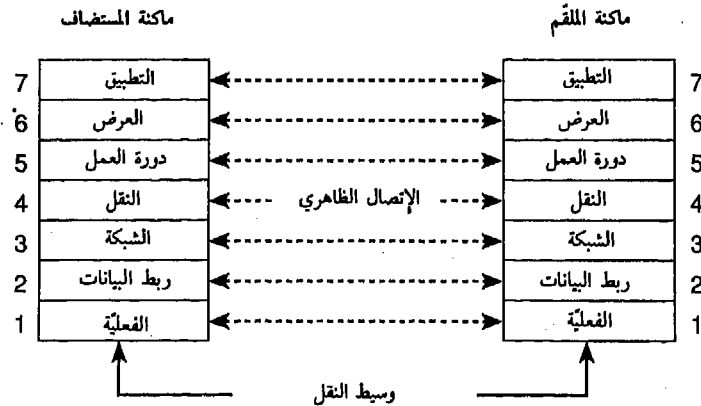 ماكنة الملقّم
ماكنة المستضاف
7 التطبيق التطبيق 7
6 العرض العرض 6
5 دورة العمل دورة العمل 5
4 النقل الإتصال الظاهري النقل 4
3 الشبكة الشبكة 3
2 ربط البيانات ربط البيانات 2
1 الفعليّة الفعليّة 1
وسيط النقل